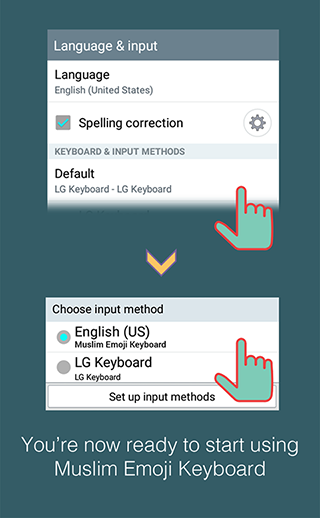 Language & input
Language
English (United States)
Spelling correction
KEYBOARD & INPUT METHODS
Default
LG Keyboard - LG Keyboard
Choose input method
English (US)
Muslim Emoji Keyboard
LG Keyboard
LG Keyboard
Set up input methods
You're now ready to start using
Muslim Emoji Keyboard